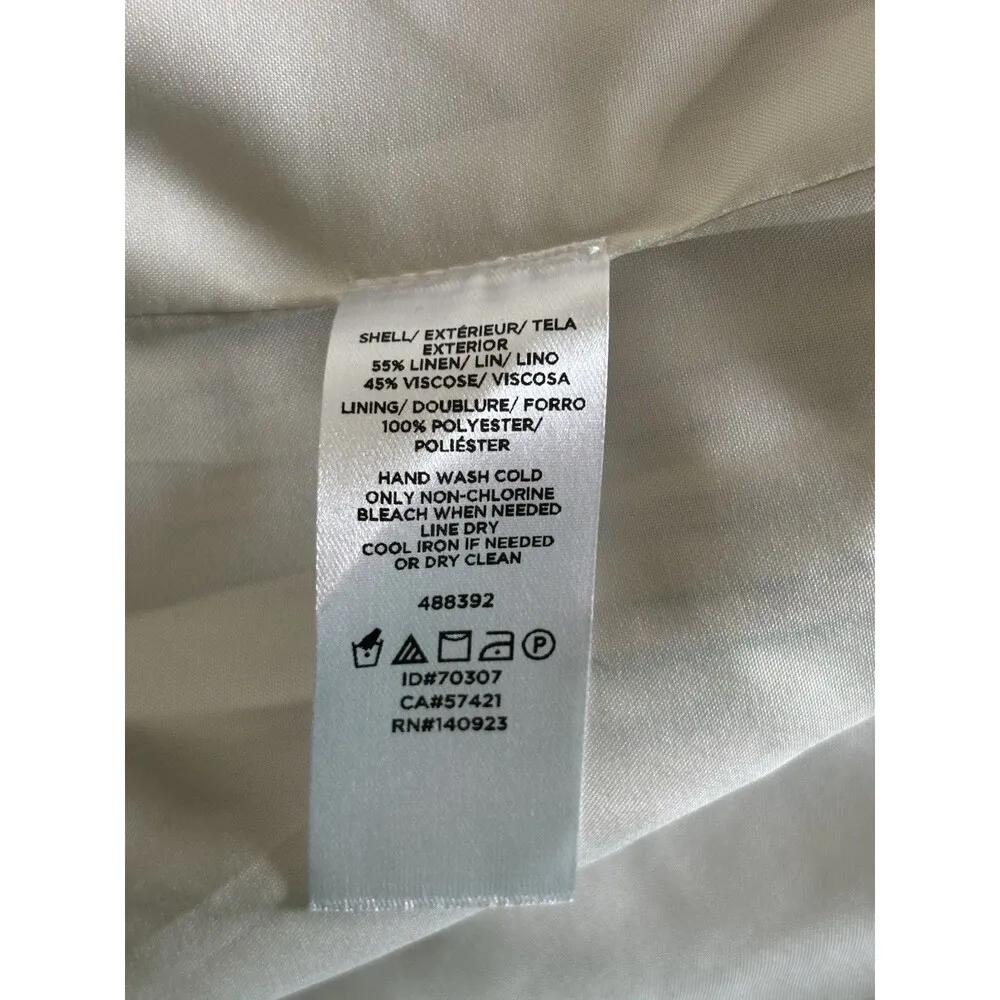 SHELL/ EXTÉRIEUR/ TELA
EXTERIOR
55% LINEN/ LIN/ LINO
45% VISCOSE/ VISCOSA
LINING/ DOUBLURE/ FORRO
100% POLYESTER/
POLIÉSTER
HAND WASH COLD
ONLY NON-CHLORINE
BLEACH WHEN NEEDED
LINE DRY
COOL IRON IF NEEDED
OR DRY CLEAN
488392
P
ID#70307
CA#57421
RN#140923